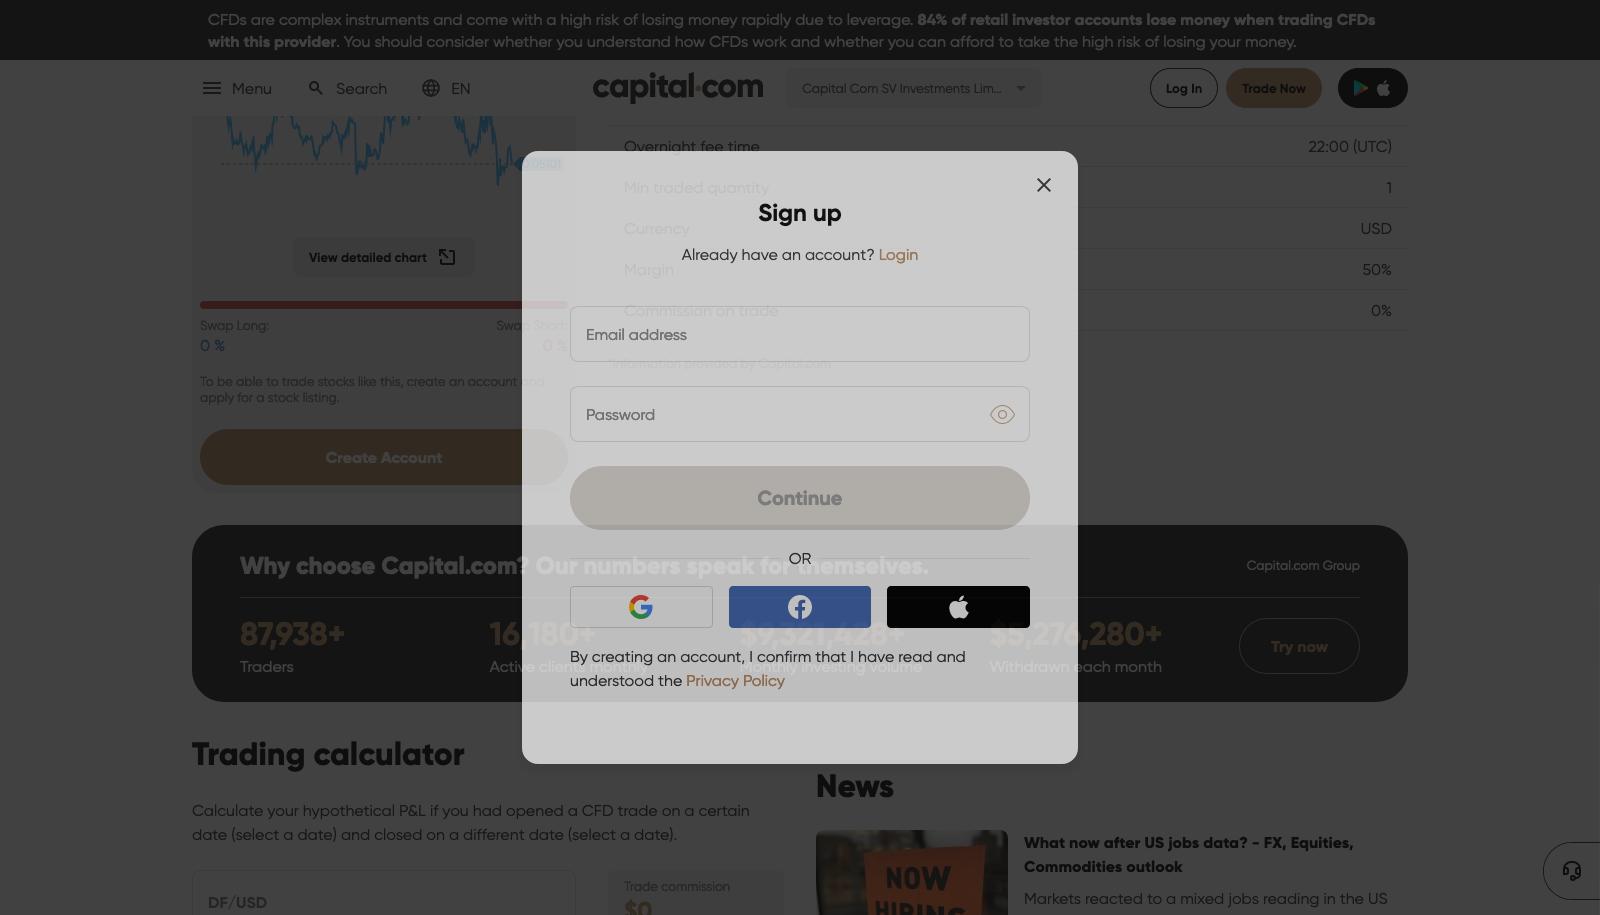 CFDs are complex instruments and come with a high risk of losing money rapidly due to leverage. 84% of retail investor accounts lose money when trading CFDs
with this provider. You should consider whether you understand how CFDs work and whether you can afford to take the high risk of losing your money.
Menu
Search
EN
capital.com
Capital Com SV Investments Lim...
Log In
Trade Now
Overnight fee time
22:00 (UTC)
Min traded quantity
1
Currency
USD
Margin
50%
Commission on trade
0%
*Information provided by Capital.com
View detailed chart
Swap Long:
Swap Short:
0 %
0 %
To be able to trade stocks like this, create an account and
apply for a stock listing.
Create Account
Sign up
Already have an account? Login
Email address
Password
Continue
OR
By creating an account, I confirm that I have read and
understood the Privacy Policy
Why choose Capital.com? Our numbers speak for themselves.
Capital.com Group
87,938+
Traders
16,180+
Active clients monthly
$9,321,428+
Monthly investing volume
$5,276,280+
Withdrawn each month
Try now
Trading calculator
Calculate your hypothetical P&L if you had opened a CFD trade on a certain
date (select a date) and closed on a different date (select a date).
DF/USD
Trade commission
$0
News
NOW
HIRING
What now after US jobs data? - FX, Equities,
Commodities outlook
Markets reacted to a mixed jobs reading in the US